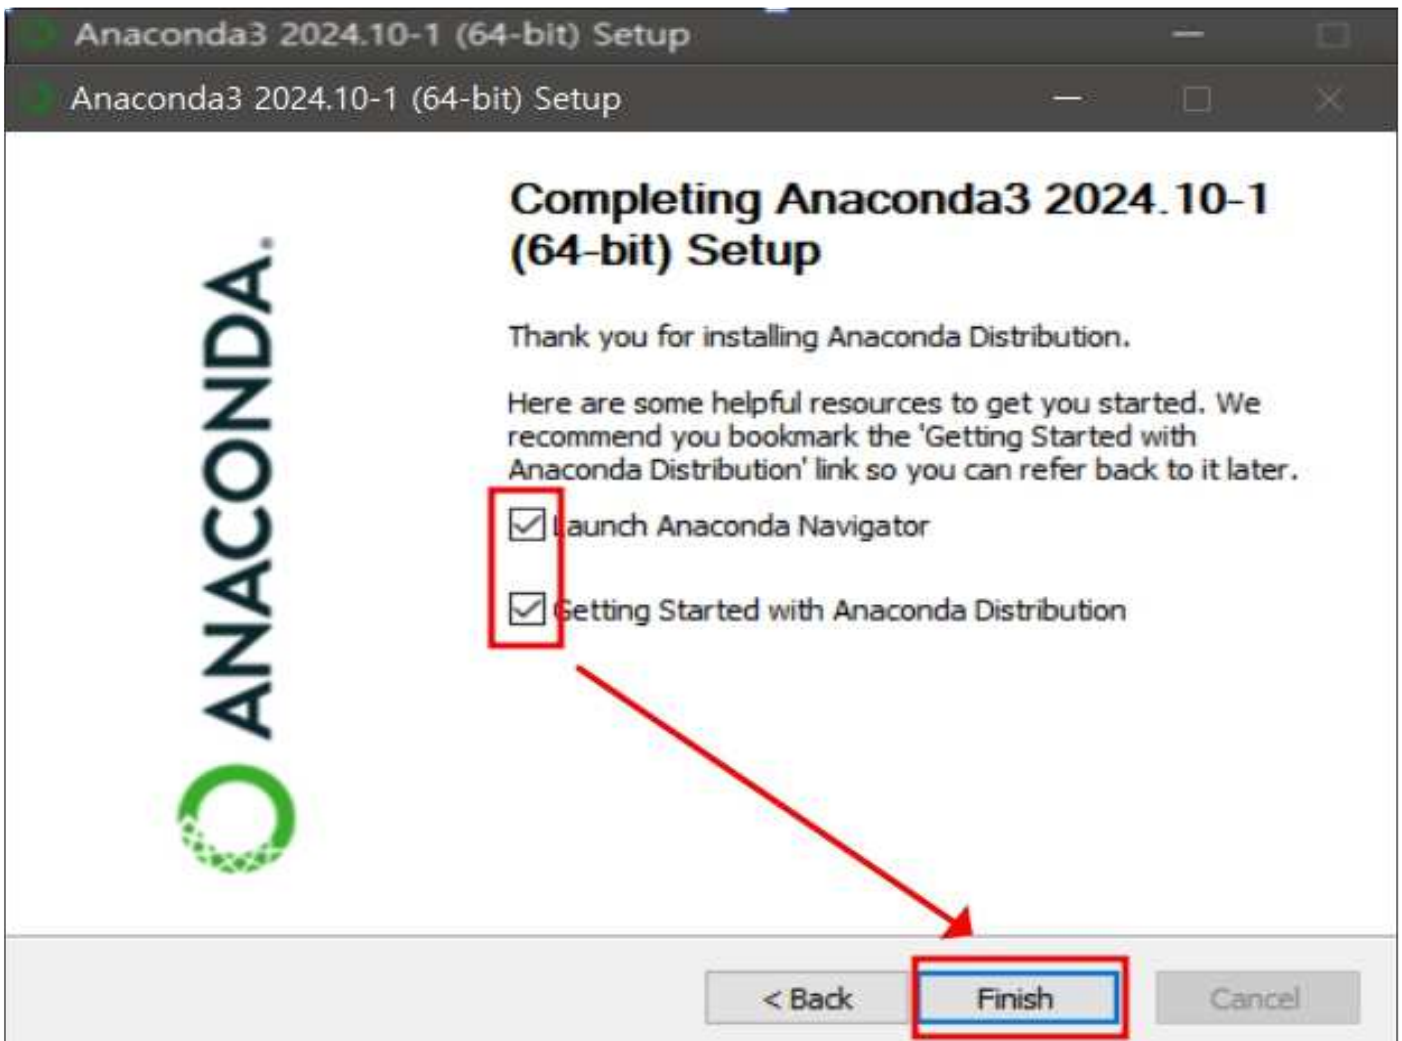 Anaconda3 2024.10-1 (64-bit) Setup
Anaconda3 2024.10-1 (64-bit) Setup
ANACONDA.
Completing Anaconda3 2024.10-1
(64-bit) Setup
Thank you for installing Anaconda Distribution.
Here are some helpful resources to get you started. We
recommend you bookmark the 'Getting Started with
Anaconda Distribution' link so you can refer back to it later.
Launch Anaconda Navigator
Getting Started with Anaconda Distribution
< Back
Finish
Cancel